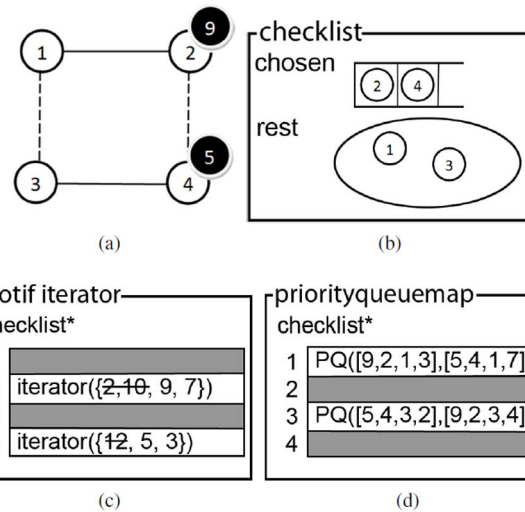 9
1
2
5
3
4
(a)
checklist
chosen
2 4
rest
1
3
(b)
otif iterator
hecklist*
iterator({2,10, 9, 7})
iterator({12, 5, 3})
(c)
priorityqueuemap
checklist*
1 PQ([9,2,1,3],[5,4,1,7]
2
3 PQ([5,4,3,2],[9,2,3,4]
4
(d)